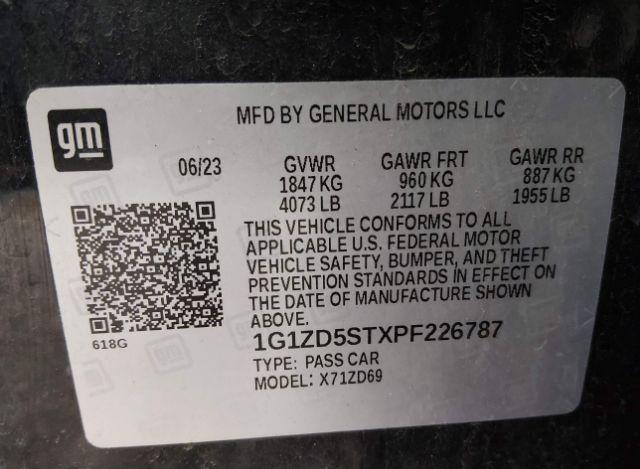 gm
MFD BY GENERAL MOTORS LLC
06/23 GVWR GAWR FRT GAWR RR
1847 KG 960 KG 887 KG
4073 LB 2117 LB 1955 LB
THIS VEHICLE CONFORMS TO ALL
APPLICABLE U.S. FEDERAL MOTOR
VEHICLE SAFETY, BUMPER, AND THEFT
PREVENTION STANDARDS IN EFFECT ON
THE DATE OF MANUFACTURE SHOWN
ABOVE.
618G
1G1ZD5STXPF226787
TYPE: PASS CAR
MODEL: X71ZD69